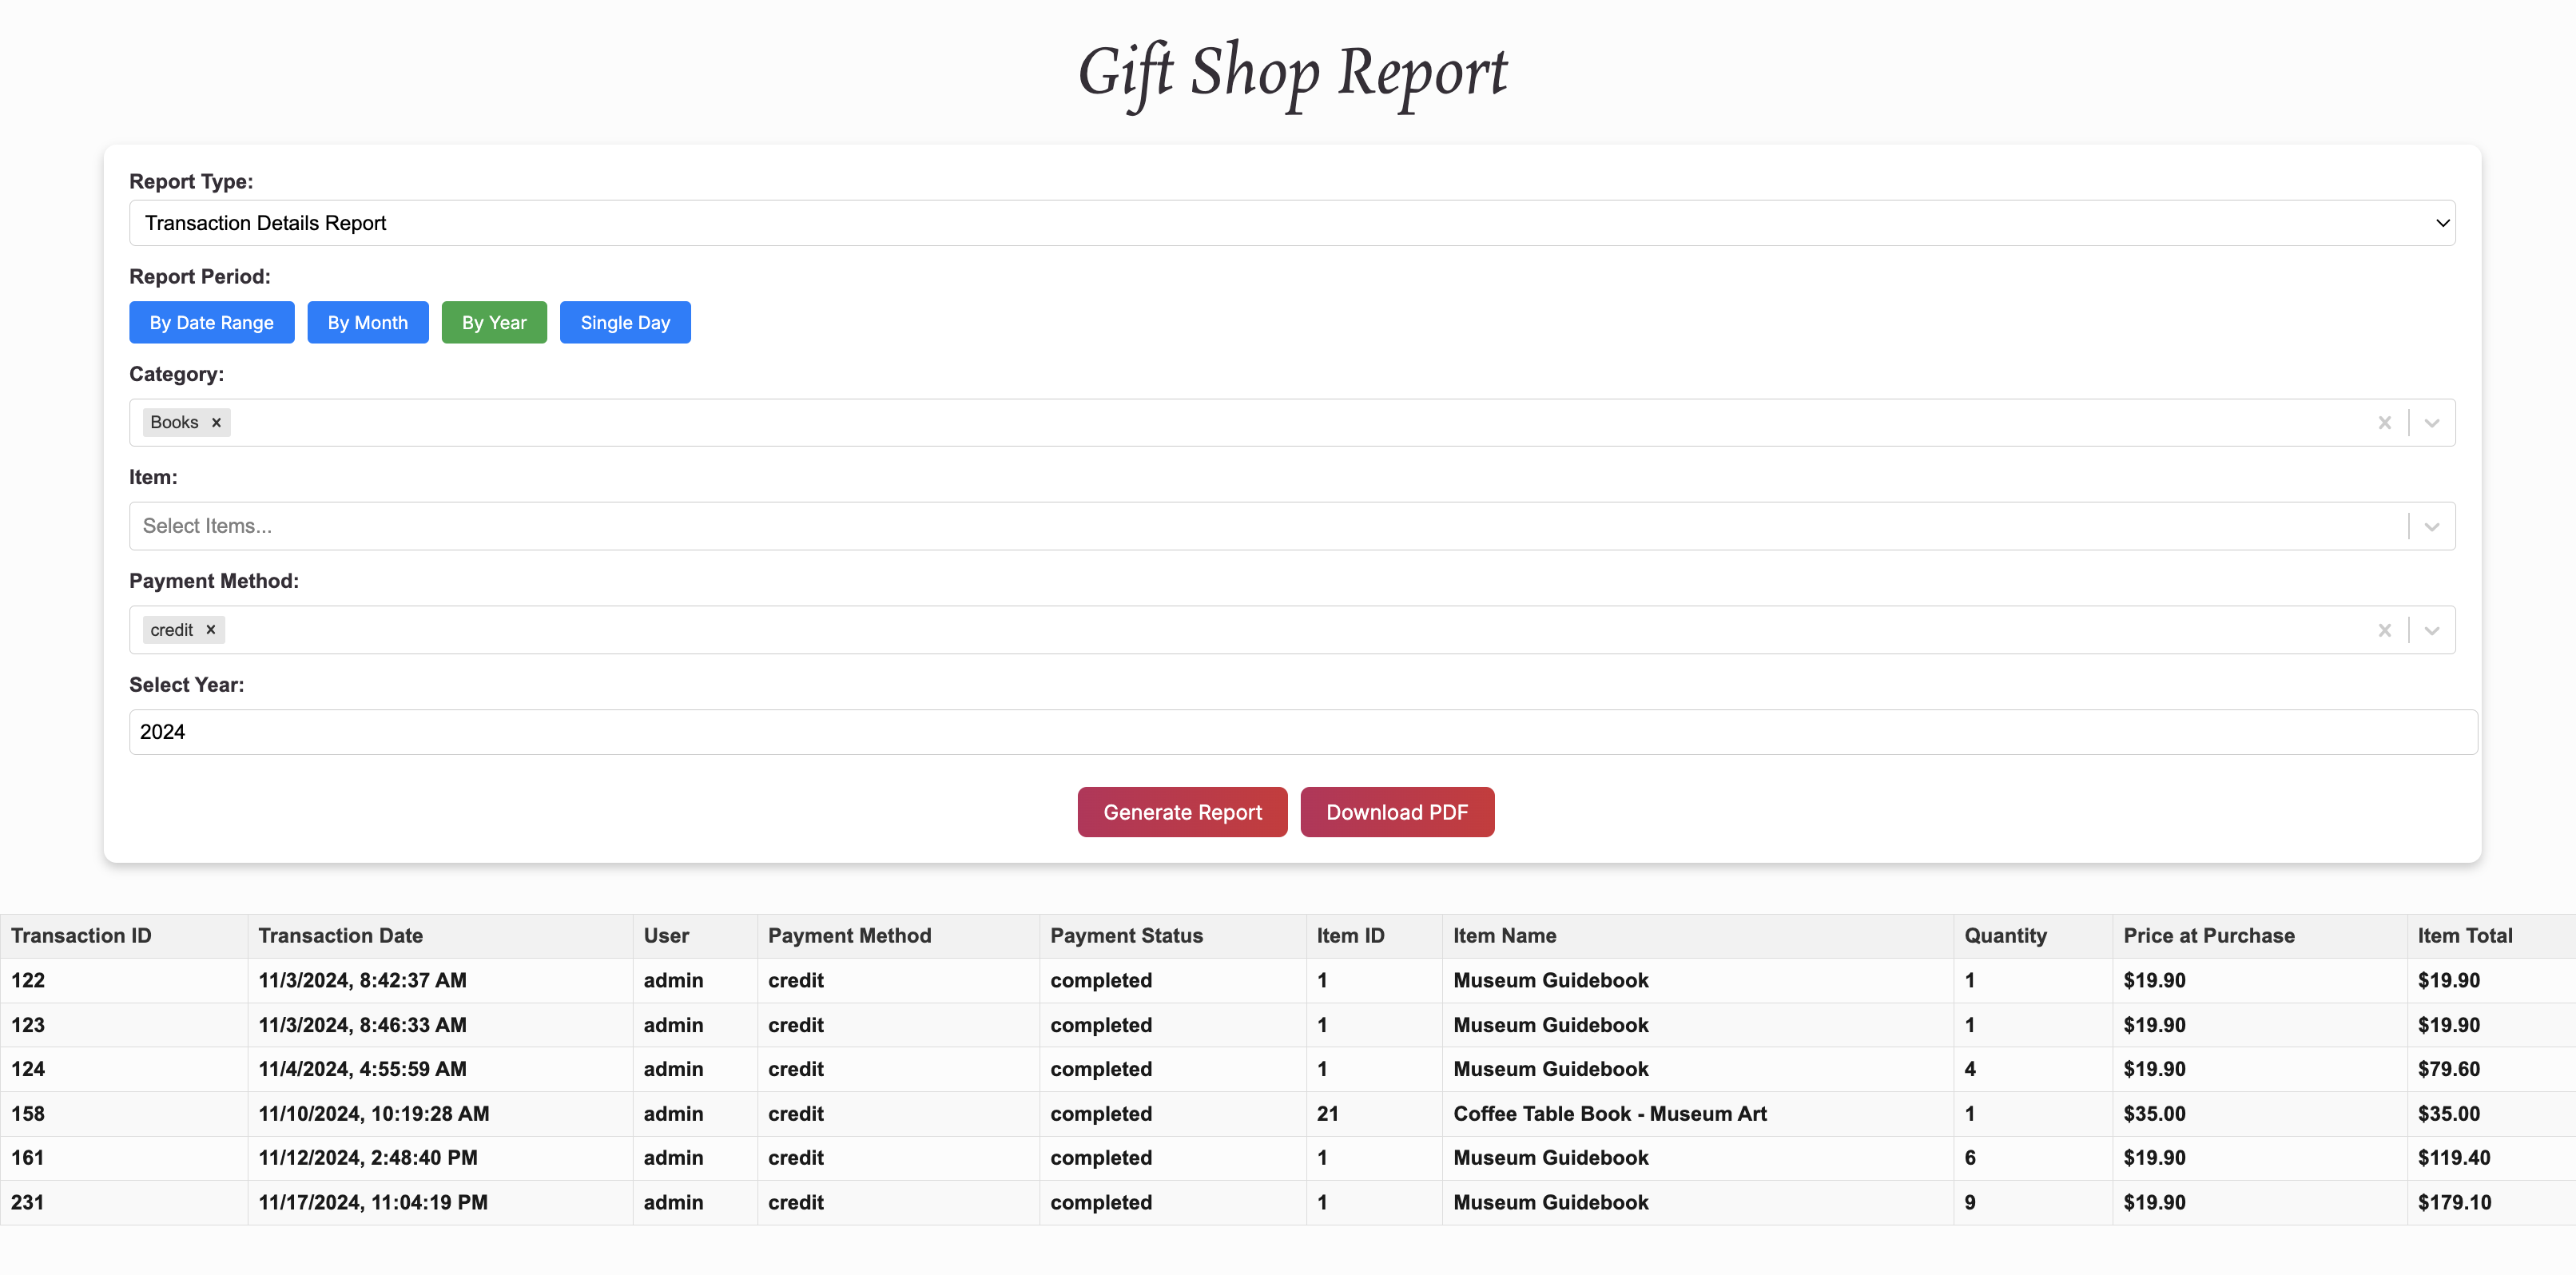 Gift Shop Report
Report Type:
Transaction Details Report
Report Period:
By Date Range By Month By Year Single Day
Category:
Books ×
Item:
Select Items...
Payment Method:
credit ×
Select Year:
2024
Generate Report Download PDF
Transaction ID Transaction Date User Payment Method Payment Status Item ID Item Name Quantity Price at Purchase Item Total
122 11/3/2024, 8:42:37 AM admin credit completed 1 Museum Guidebook 1 $19.90 $19.90
123 11/3/2024, 8:46:33 AM admin credit completed 1 Museum Guidebook 1 $19.90 $19.90
124 11/4/2024, 4:55:59 AM admin credit completed 1 Museum Guidebook 4 $19.90 $79.60
158 11/10/2024, 10:19:28 AM admin credit completed 21 Coffee Table Book - Museum Art 1 $35.00 $35.00
161 11/12/2024, 2:48:40 PM admin credit completed 1 Museum Guidebook 6 $19.90 $119.40
231 11/17/2024, 11:04:19 PM admin credit completed 1 Museum Guidebook 9 $19.90 $179.10